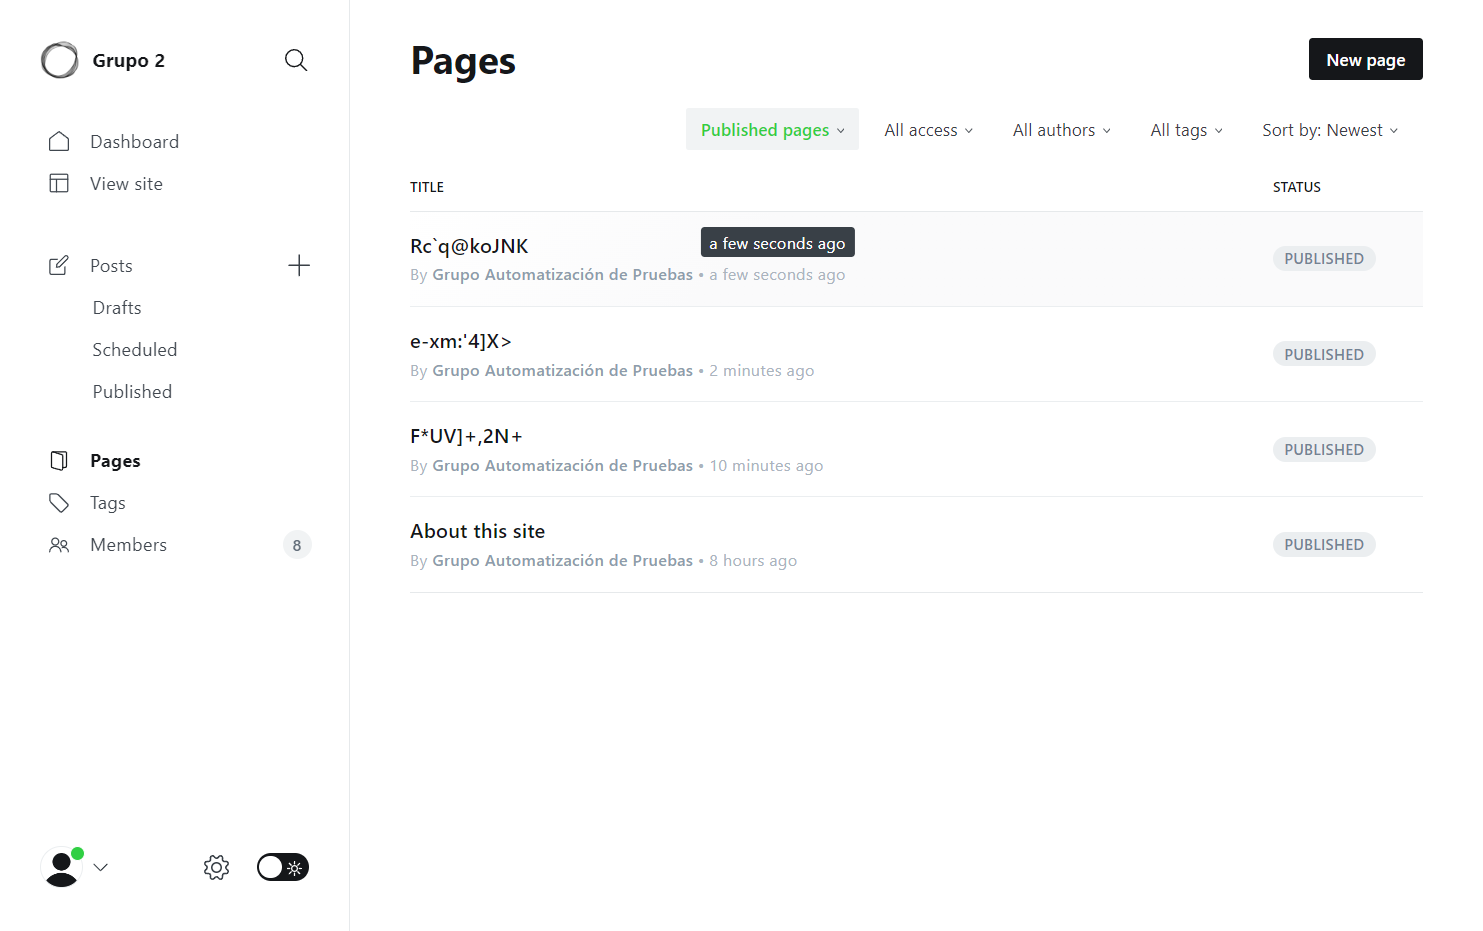 Grupo 2
Dashboard
View site
Posts
Drafts
Scheduled
Published
Pages
Tags
Members 8
Pages
New page
Published pages All access All authors All tags Sort by: Newest
TITLE STATUS
Rc`q@koJNK
a few seconds ago
By Grupo Automatización de Pruebas • a few seconds ago
PUBLISHED
e-xm:'4]X>
By Grupo Automatización de Pruebas • 2 minutes ago
PUBLISHED
F*UV]+,2N+
By Grupo Automatización de Pruebas • 10 minutes ago
PUBLISHED
About this site
By Grupo Automatización de Pruebas • 8 hours ago
PUBLISHED